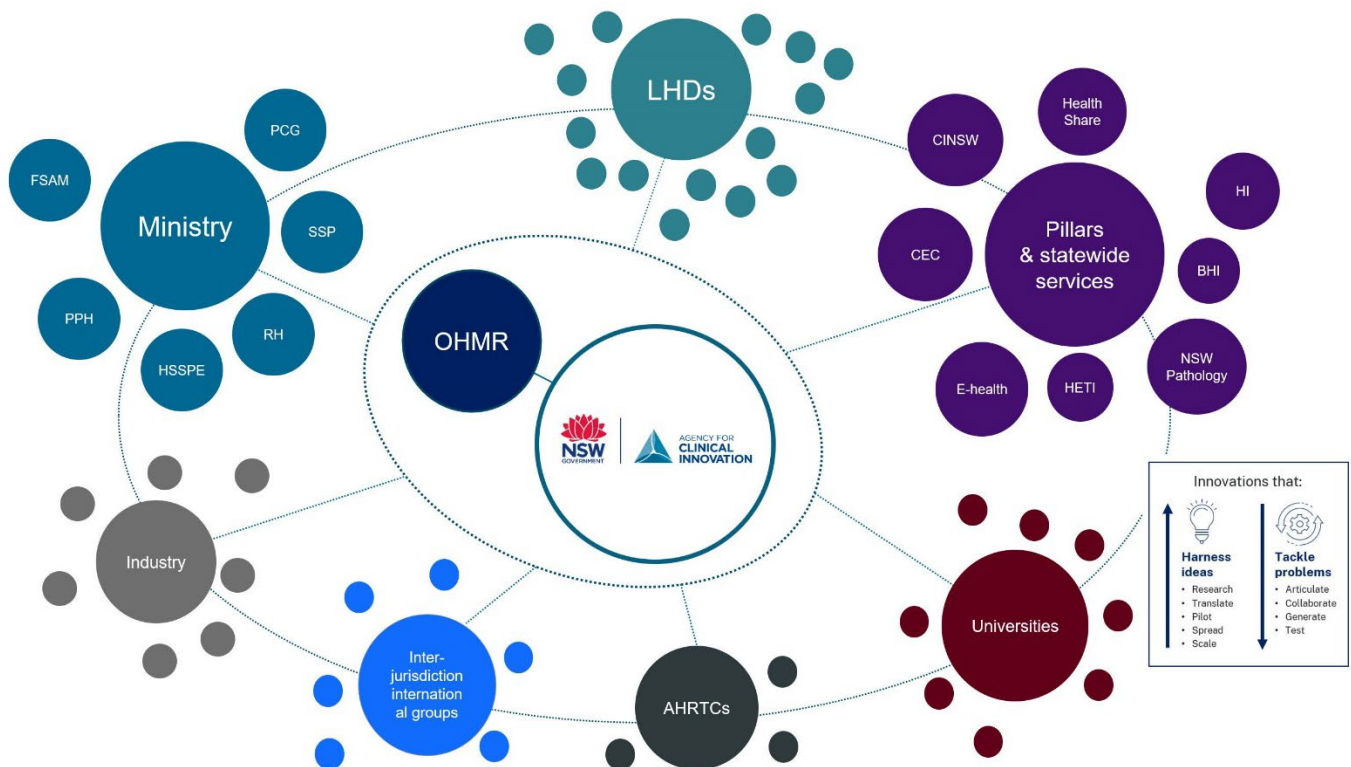 LHDs
PCG
FSAM
Ministry
SSP
PPH
RH
HSSPE
Health
Share
CINSW
HI
Pillars
& statewide
services
CEC
BHI
NSW
Pathology
E-health
HETI
OHMR
NSW
GOVERNMENT
AGENCY FOR
CLINICAL
INNOVATION
Industry
Inter-
jurisdiction
internation
al groups
AHRTCs
Universities
Innovations that:
Harness
ideas
• Research
• Translate
• Pilot
• Spread
• Scale
Tackle
problems
• Articulate
• Collaborate
• Generate
• Test